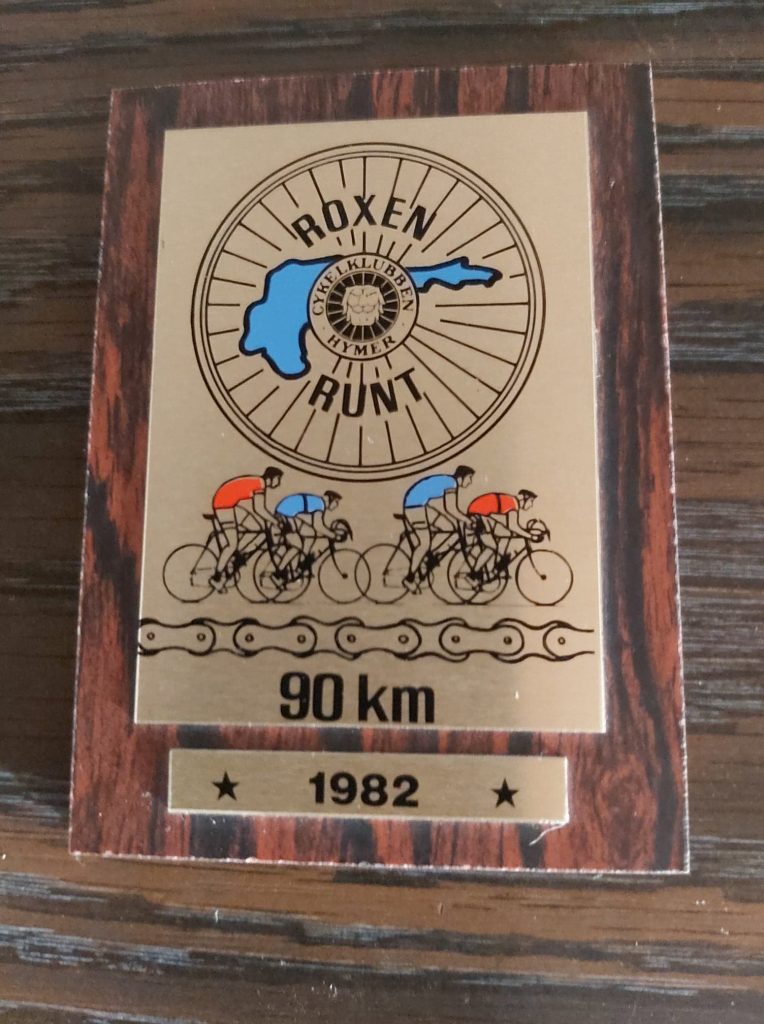 ROXEN
CYKELKLUBBEN
HYMER
RUNT
90 km
★ 1982 ★